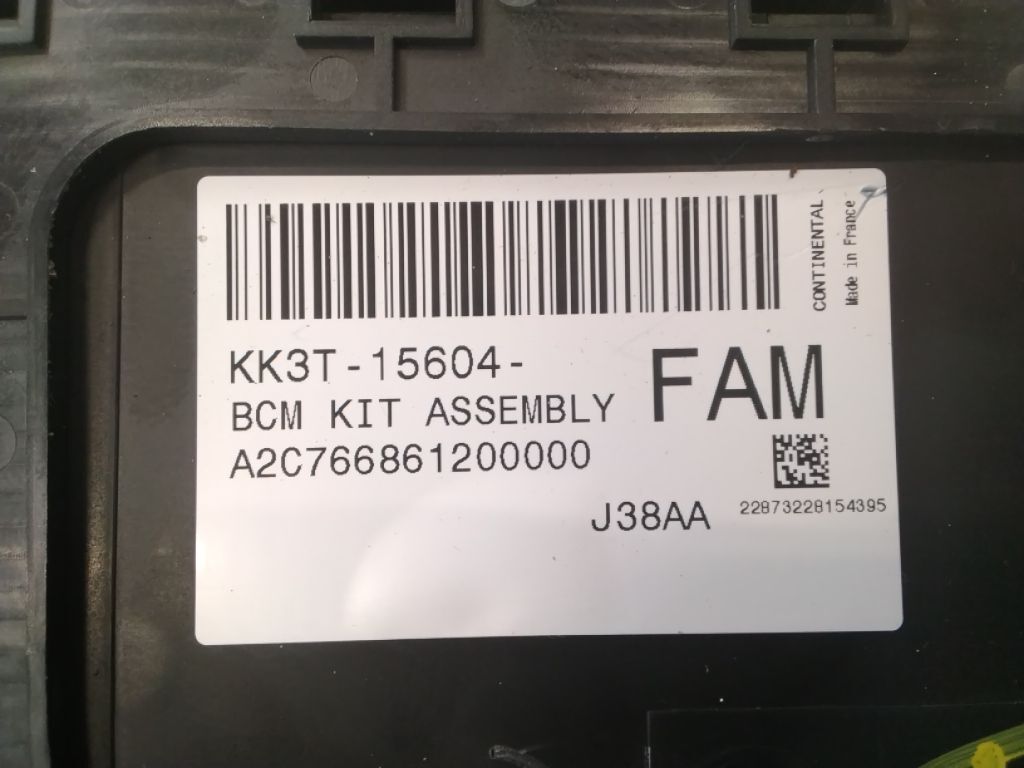 CONTINENTAL
Made in France
KK3T-15604-
FAM
BCM KIT ASSEMBLY
A2C766861200000
J38AA
22873228154395